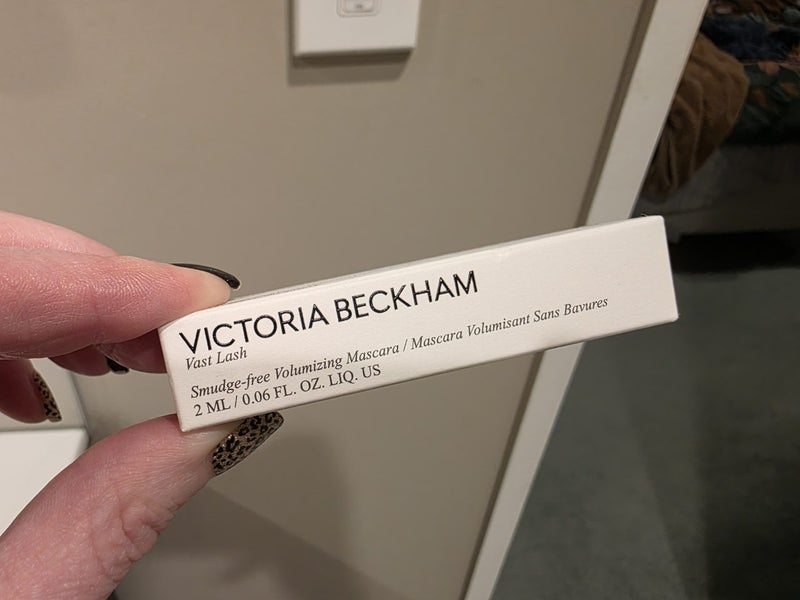 VICTORIA BECKHAM
Vast Lash
Smudge-free Volumizing Mascara / Mascara Volumisant Sans Bavures
2 ML / 0.06 FL. OZ. LIQ. US